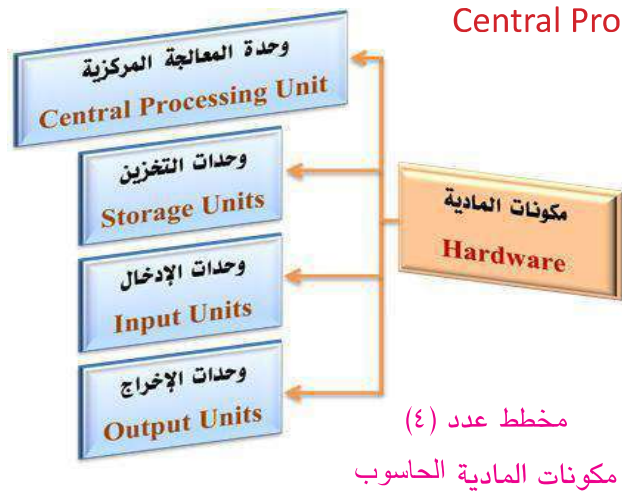 Central Pro
وحدة المعالجة المركزية
Central Processing Unit
وحدات التخزين
Storage Units
مكونات المادية
Hardware
وحدات الإدخال
Input Units
وحدات الإخراج
Output Units
مخطط عدد (٤)
مكونات المادية الحاسوب